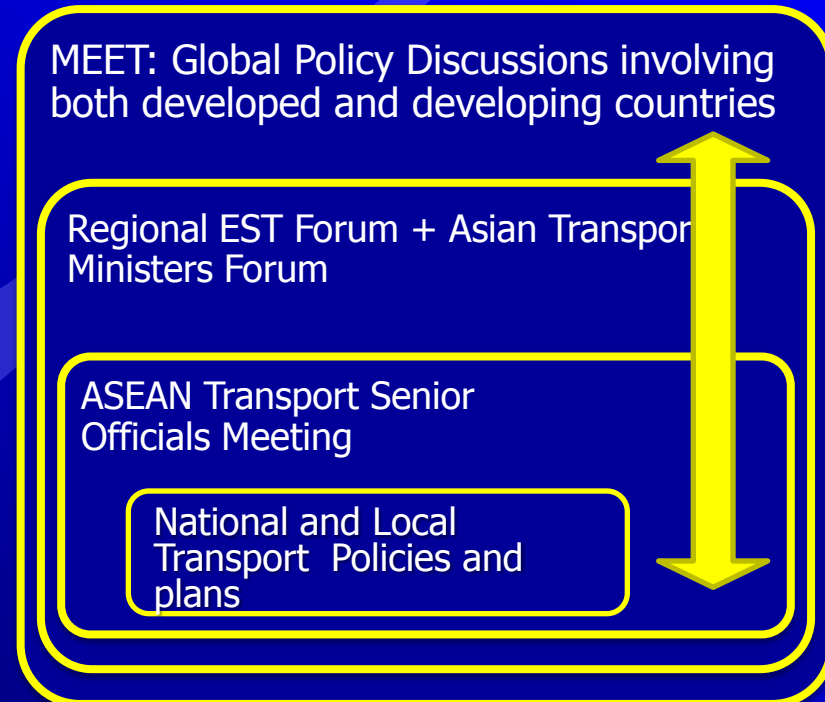 MEET: Global Policy Discussions involving
both developed and developing countries
Regional EST Forum + Asian Transpor
Ministers Forum
ASEAN Transport Senior
Officials Meeting
National and Local
Transport Policies and
plans